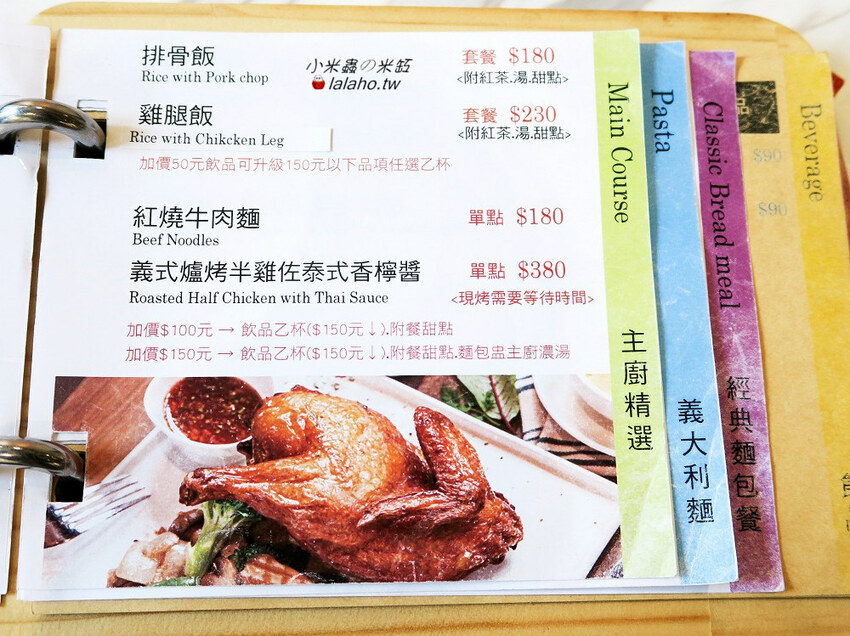 排骨飯
Rice with Pork chop
套餐 $180
<附紅茶.湯.甜點>
小米蟲の米缸
lalaho.tw
雞腿飯
Rice with Chikcken Leg
套餐 $230
<附紅茶.湯.甜點>
加價50元飲品可升級150元以下品項任選乙杯
紅燒牛肉麵
Beef Noodles
單點 $180
義式爐烤半雞佐泰式香檸醬
Roasted Half Chicken with Thai Sauce
單點 $380
<現烤需要等待時間>
加價$100元 → 飲品乙杯($150元↓).附餐甜點
加價$150元 → 飲品乙杯($150元↓).附餐甜點.麵包盅主廚濃湯
Main Course
主廚精選
Pasta
義大利麵
Classic Bread meal
經典麵包餐
品
$90
$90
Beverage